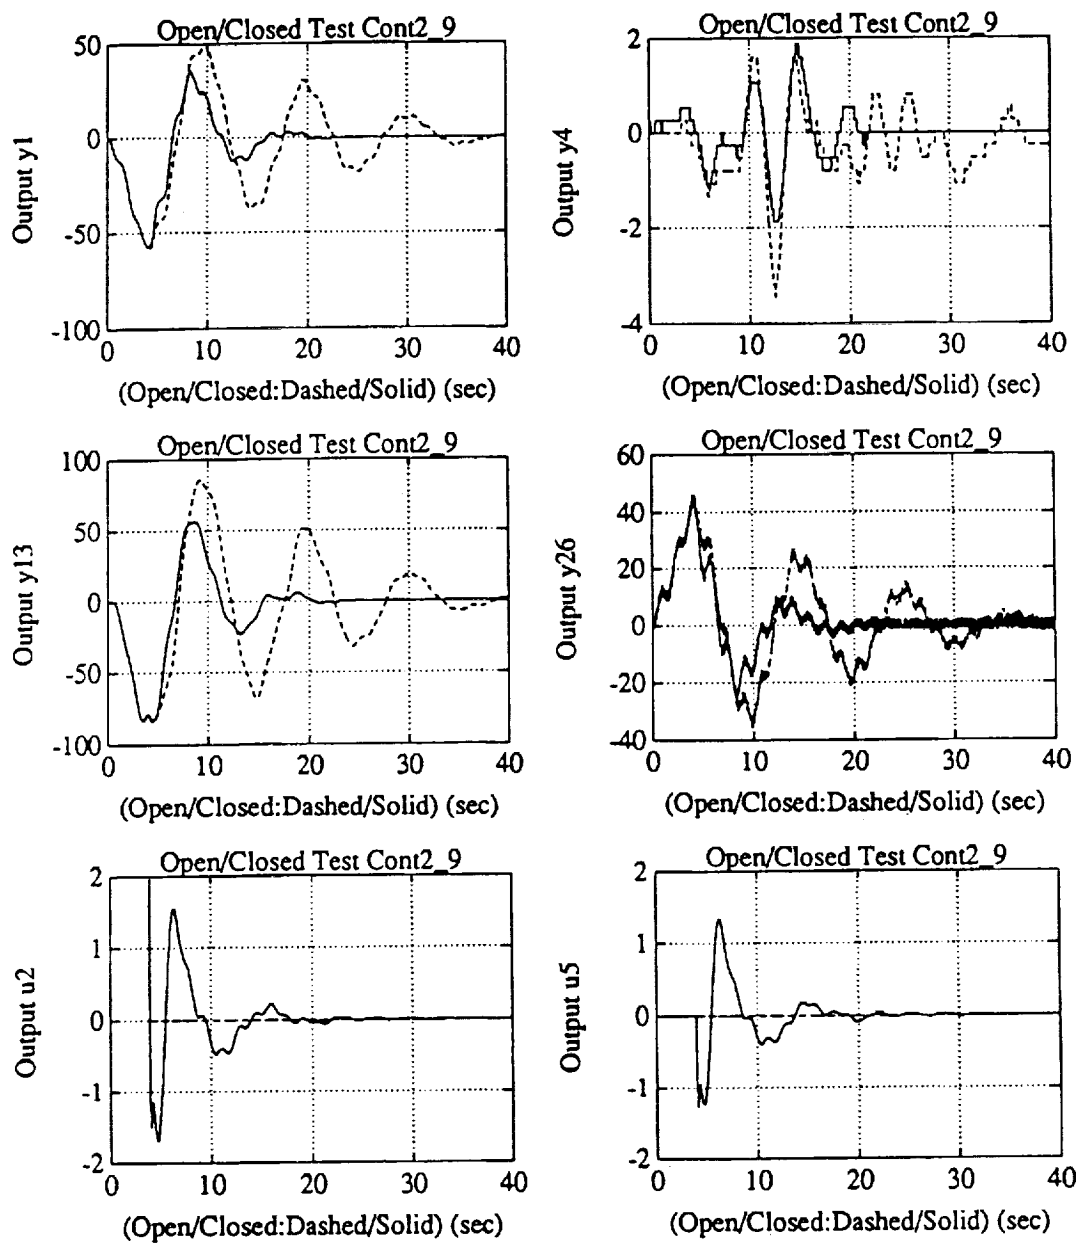 Open/Closed Test Cont2_9
Output y1
50
0
-50
-100
0 10 20 30 40
(Open/Closed:Dashed/Solid) (sec)
Open/Closed Test Cont2_9
Output y4
2
0
-2
-4
0 10 20 30 40
(Open/Closed:Dashed/Solid) (sec)
Open/Closed Test Cont2_9
Output y13
100
50
0
-50
-100
0 10 20 30 40
(Open/Closed:Dashed/Solid) (sec)
Open/Closed Test Cont2_9
Output y26
60
40
20
0
-20
-40
0 10 20 30 40
(Open/Closed:Dashed/Solid) (sec)
Open/Closed Test Cont2_9
Output u2
2
1
0
-1
-2
0 10 20 30 40
(Open/Closed:Dashed/Solid) (sec)
Open/Closed Test Cont2_9
Output u5
2
1
0
-1
-2
0 10 20 30 40
(Open/Closed:Dashed/Solid) (sec)